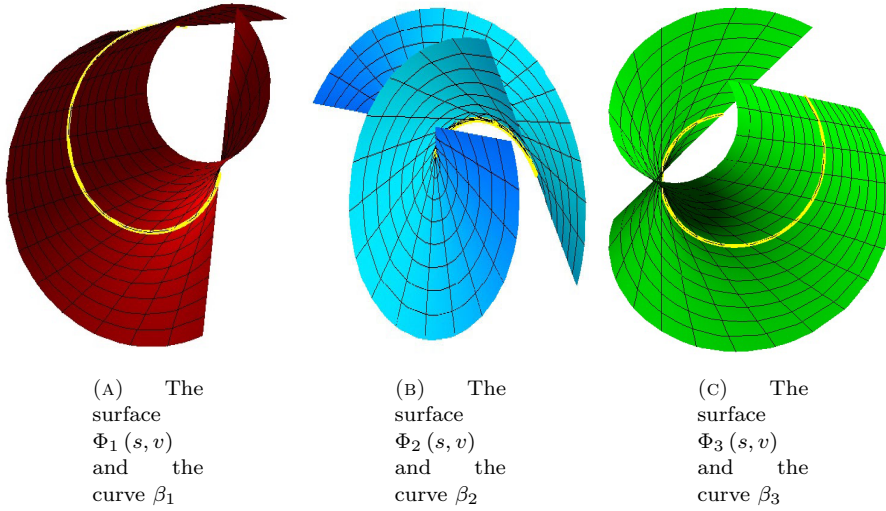 (A) The
surface
Φ₁ (s, v)
and the
curve β₁
(B) The
surface
Φ₂ (s, v)
and the
curve β₂
(C) The
surface
Φ₃ (s, v)
and the
curve β₃